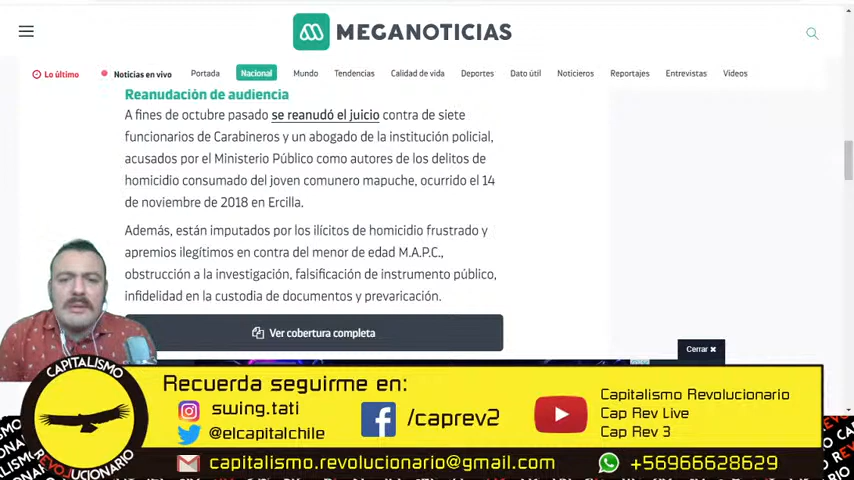 MEGANOTICIAS
Lo último Noticias en vivo Portada Nacional Mundo Tendencias Calidad de vida Deportes Dato útil Noticieros Reportajes Entrevistas Videos
Reanudación de audiencia
A fines de octubre pasado se reanudó el juicio contra de siete
funcionarios de Carabineros y un abogado de la institución policial,
acusados por el Ministerio Público como autores de los delitos de
homicidio consumado del joven comunero mapuche, ocurrido el 14
de noviembre de 2018 en Ercilla.
Además, están imputados por los ilícitos de homicidio frustrado y
apremios ilegítimos en contra del menor de edad M.A.P.C.,
obstrucción a la investigación, falsificación de instrumento público,
infidelidad en la custodia de documentos y prevaricación.
Ver cobertura completa
Cerrar ✖
CAPITALISMO
REVOLUCIONARIO
Recuerda seguirme en:
swing.tati
@elcapitalchile
/caprev2
Capitalismo Revolucionario
Cap Rev Live
Cap Rev 3
capitalismo.revolucionario@gmail.com
+56966628629